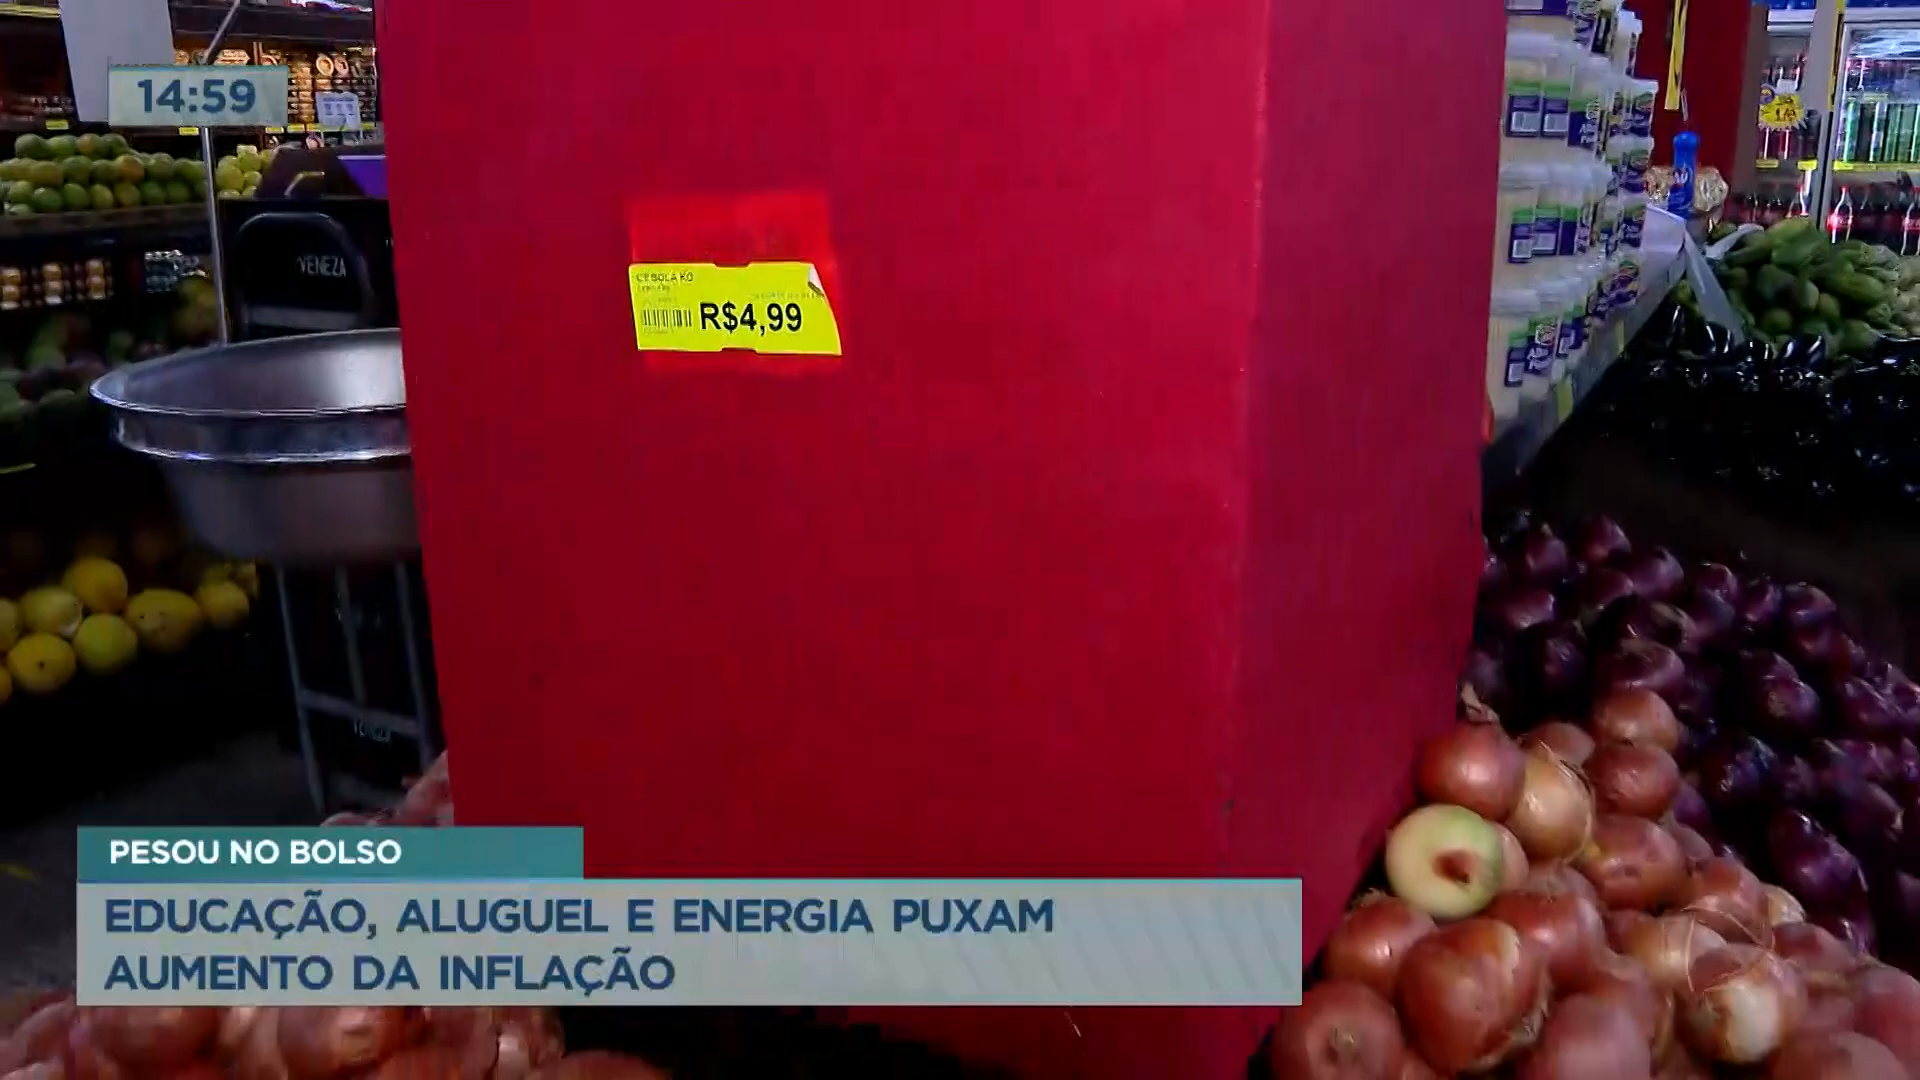 14:59
VENEZA
CEBOLA KG
R$4,99
PESOU NO BOLSO
EDUCAÇÃO, ALUGUEL E ENERGIA PUXAM
AUMENTO DA INFLAÇÃO